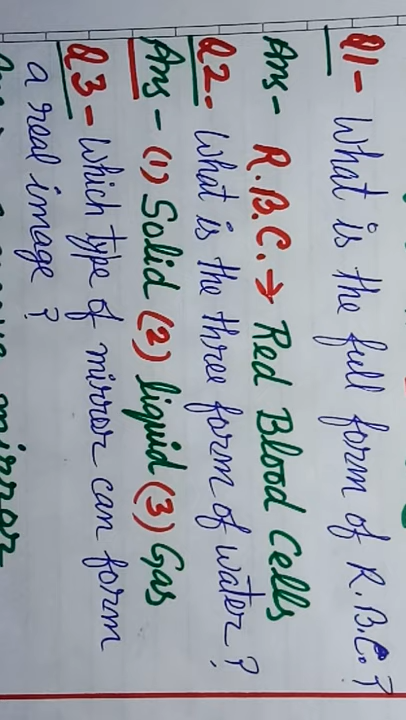 Q1- What is the full form of R.B.C.?
Ans- R.B.C. → Red Blood Cells
Q2- What is the three form of water?
Ans- (1) Solid (2) liquid (3) Gas
Q3- Which type of mirror can form
a real image?
mirror